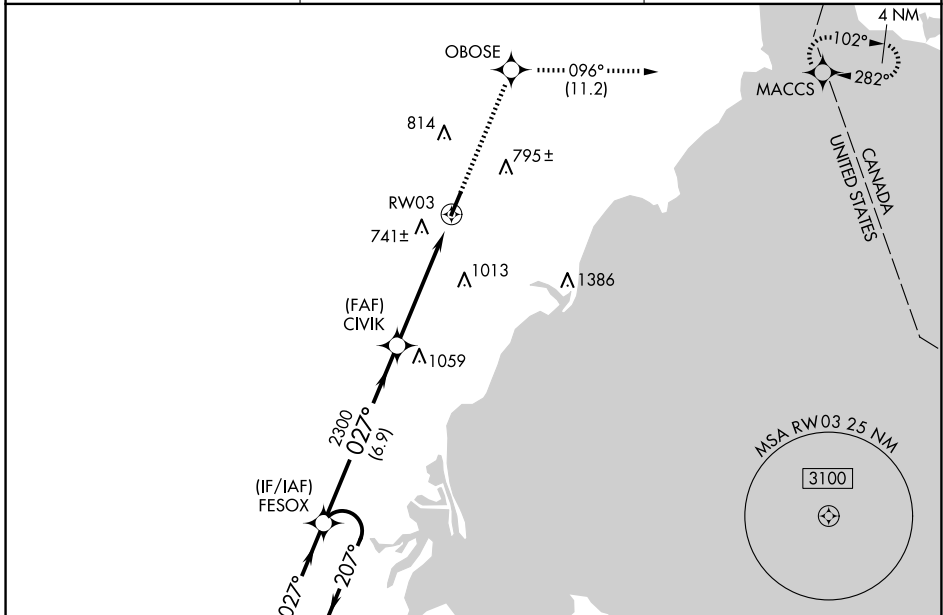 4 NM
OBOSE
102°
096°
(11.2)
282°
MACCS
814
795±
CANADA
UNITED STATES
RW03
741±
1013
1386
(FAF)
CIVIK
1059
2300
027°
(6.9)
MSA RW03 25 NM
3100
(IF/IAF)
FESOX
207°
027°